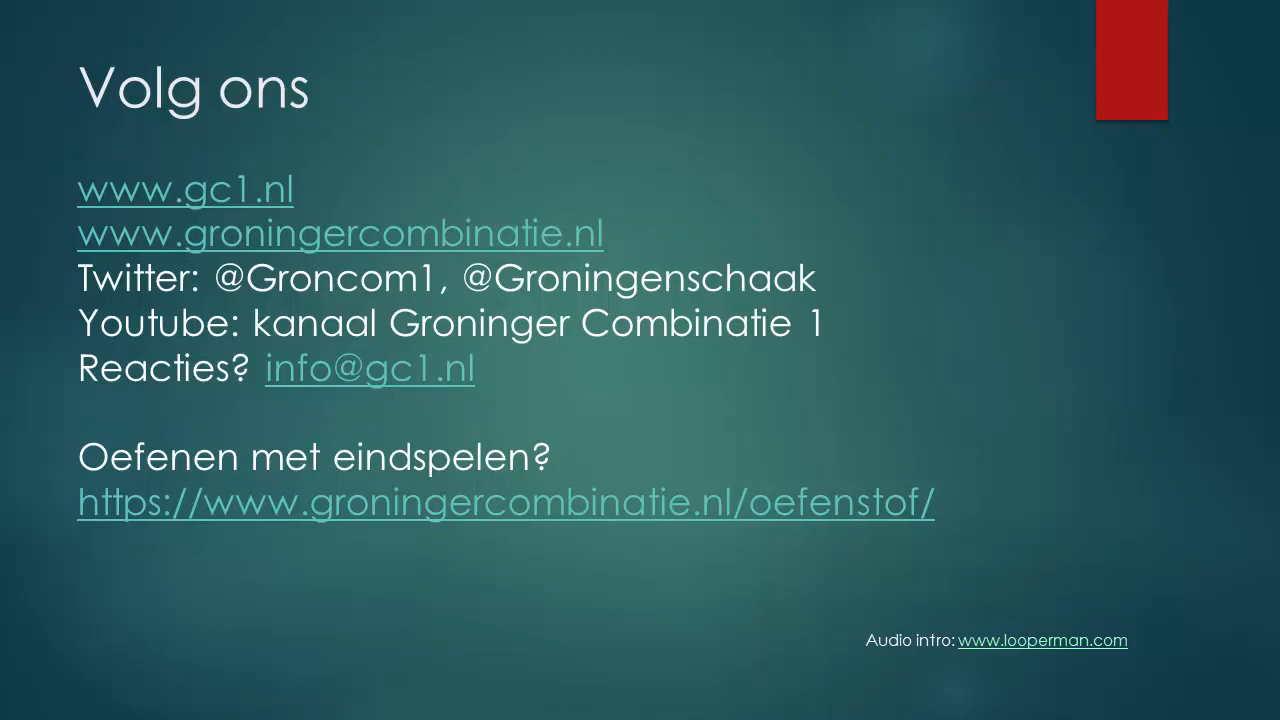 Volg ons
www.gc1.nl
www.groningercombinatie.nl
Twitter: @Groncom1, @Groningenschaak
Youtube: kanaal Groninger Combinatie 1
Reacties? info@gc1.nl
Oefenen met eindspelen?
https://www.groningercombinatie.nl/oefenstof/
Audio intro: www.looperman.com